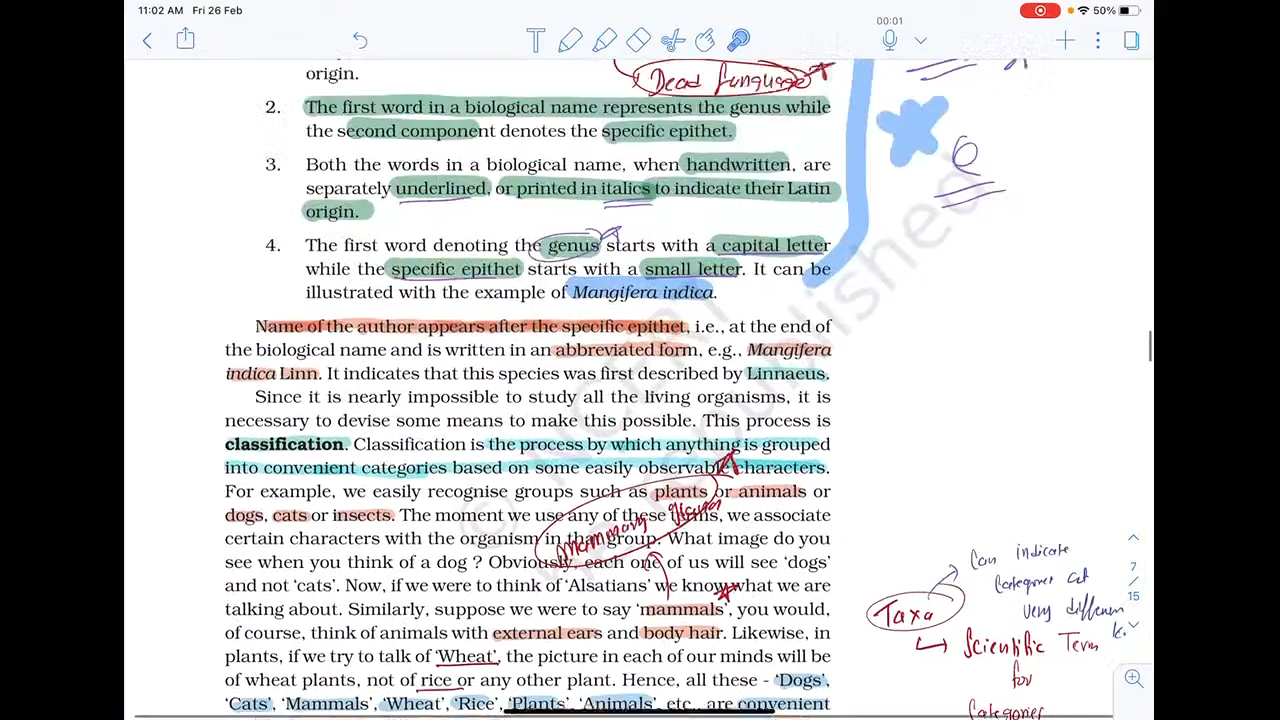 11:02 AM Fri 26 Feb
50%
00:01
origin.
Dead language
2. The first word in a biological name represents the genus while
the second component denotes the specific epithet.
3. Both the words in a biological name, when handwritten, are
separately underlined, or printed in italics to indicate their Latin
origin.
4. The first word denoting the genus starts with a capital letter
while the specific epithet starts with a small letter. It can be
illustrated with the example of Mangifera indica.
Name of the author appears after the specific epithet, i.e., at the end of
the biological name and is written in an abbreviated form, e.g., Mangifera
indica Linn. It indicates that this species was first described by Linnaeus.
Since it is nearly impossible to study all the living organisms, it is
necessary to devise some means to make this possible. This process is
classification. Classification is the process by which anything is grouped
into convenient categories based on some easily observable characters.
For example, we easily recognise groups such as plants or animals or
dogs, cats or insects. The moment we use any of these terms, we associate
certain characters with the organism in that group. What image do you
see when you think of a dog ? Obviously, each one of us will see 'dogs'
and not 'cats'. Now, if we were to think of 'Alsatians' we know what we are
talking about. Similarly, suppose we were to say 'mammals', you would,
of course, think of animals with external ears and body hair. Likewise, in
plants, if we try to talk of 'Wheat', the picture in each of our minds will be
of wheat plants, not of rice or any other plant. Hence, all these - 'Dogs',
'Cats', 'Mammals', 'Wheat', 'Rice', 'Plants', 'Animals', etc., are convenient
Mammary
Can indicate
categories at
very different
Taxa
Scientific Term
for
Categories
7
/
15
© NCERT
republished